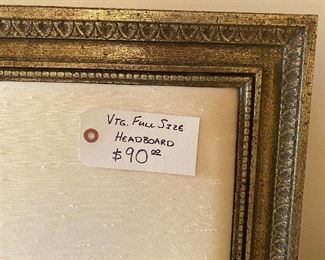 VTG. FULL SIZE
HEADBOARD
$90.00